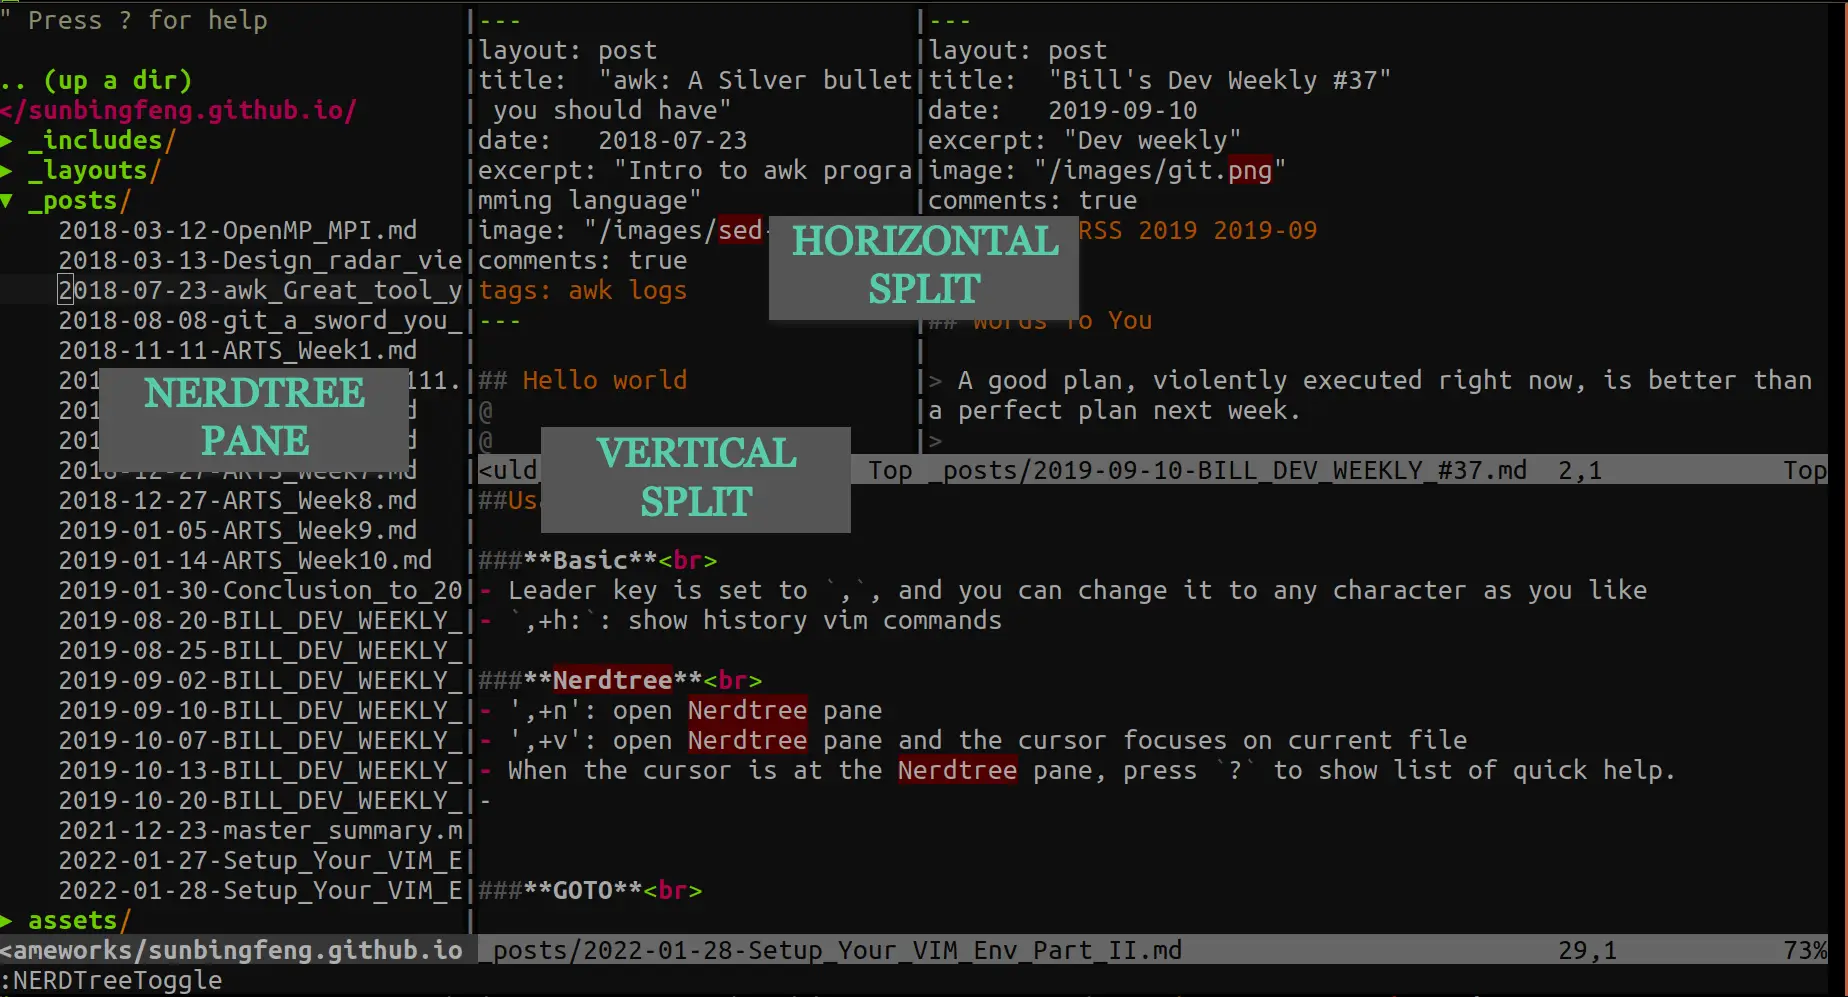 " Press ? for help
.. (up a dir)
</sunbingfeng.github.io/
▸ _includes/
▸ _layouts/
▾ _posts/
2018-03-12-OpenMP_MPI.md
2018-03-13-Design_radar_vie
2018-07-23-awk_Great_tool_y
2018-08-08-git_a_sword_you_
2018-11-11-ARTS_Week1.md
2018-12-27-ARTS_Week8.md
2019-01-05-ARTS_Week9.md
2019-01-14-ARTS_Week10.md
2019-01-30-Conclusion_to_20
2019-08-20-BILL_DEV_WEEKLY_
2019-08-25-BILL_DEV_WEEKLY_
2019-09-02-BILL_DEV_WEEKLY_
2019-09-10-BILL_DEV_WEEKLY_
2019-10-07-BILL_DEV_WEEKLY_
2019-10-13-BILL_DEV_WEEKLY_
2019-10-20-BILL_DEV_WEEKLY_
2021-12-23-master_summary.m
2022-01-27-Setup_Your_VIM_E
2022-01-28-Setup_Your_VIM_E
▸ assets/
<ameworks/sunbingfeng.github.io
NERDTREE
PANE
---
layout: post
title:  "awk: A Silver bullet
you should have"
date:   2018-07-23
excerpt: "Intro to awk progra
mming language"
image: "/images/sed-
comments: true
tags: awk logs
---
## Hello world
@
@
<uld_ Top
VERTICAL
SPLIT
---
layout: post
title:  "Bill's Dev Weekly #37"
date:   2019-09-10
excerpt: "Dev weekly"
image: "/images/git.png"
comments: true
RSS 2019 2019-09
## Words To You
> A good plan, violently executed right now, is better than
a perfect plan next week.
>
_posts/2019-09-10-BILL_DEV_WEEKLY_#37.md  2,1 Top
HORIZONTAL
SPLIT
##Us
###**Basic**<br>
- Leader key is set to `,`, and you can change it to any character as you like
- `,+h:`: show history vim commands
###**Nerdtree**<br>
- ',+n': open Nerdtree pane
- ',+v': open Nerdtree pane and the cursor focuses on current file
- When the cursor is at the Nerdtree pane, press `?` to show list of quick help.
-
###**GOTO**<br>
_posts/2022-01-28-Setup_Your_VIM_Env_Part_II.md 29,1 73%
:NERDTreeToggle